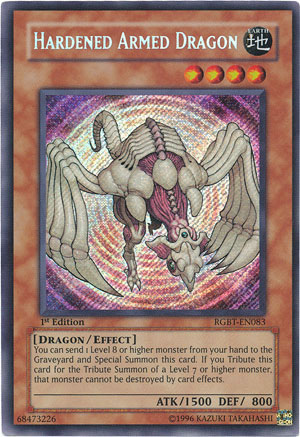 HARDENED ARMED DRAGON
EARTH
地
1st Edition
RGBT-EN083
[DRAGON/EFFECT]
You can send 1 Level 8 or higher monster from your hand to the
Graveyard and Special Summon this card. If you Tribute
this card for the Tribute Summon of a Level 7 or higher monster,
that monster cannot be destroyed by card effects.
ATK/1500 DEF/ 800
68473226
©1996 KAZUKI TAKAHASHI